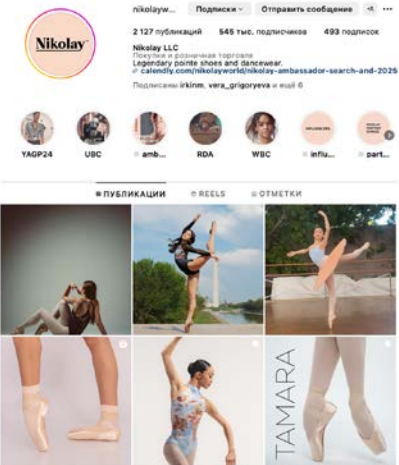 nikolayw... Подписки Отправить сообщение
2 127 публикаций 545 тыс. подписчиков 493 подписок
Nikolay
Nikolay LLC
Покупки и розничная торговля
Legendary pointe shoes and dancewear.
calendly.com/nikolayworld/nikolay-ambassador-search-and-2025
Подписаны irkinm, vera_grigoryeva и ещё 6
YAGP24 UBC amb... RDA WBC influ... part...
ПУБЛИКАЦИИ REELS ОТМЕТКИ
TAMARA